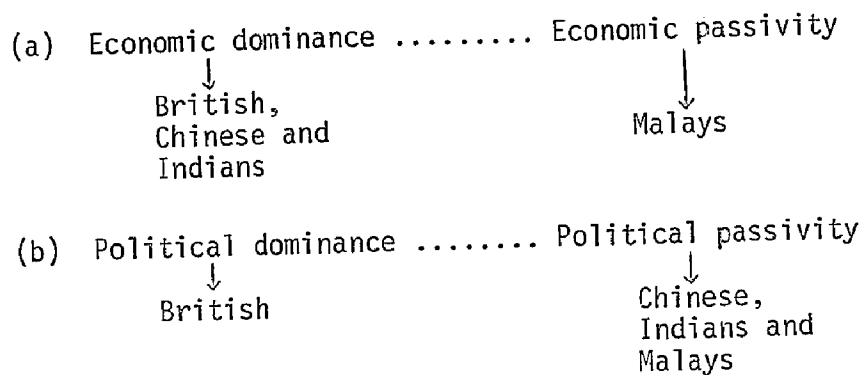 (a) Economic dominance ......... Economic passivity
British,
Chinese and
Indians
Malays
(b) Political dominance ........ Political passivity
British
Chinese,
Indians and
Malays